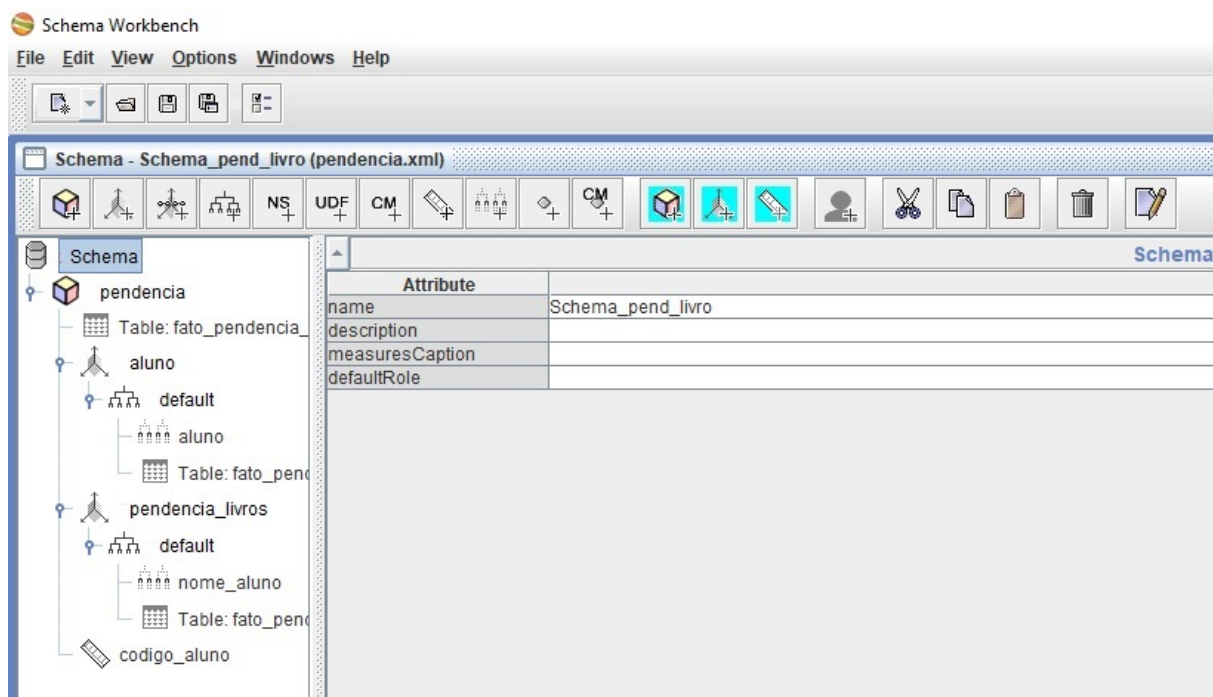 Schema Workbench
File Edit View Options Windows Help
Schema - Schema_pend_livro (pendencia.xml)
NS UDF CM CM
Schema
Schema
pendencia
Table: fato_pendencia_
aluno
default
aluno
Table: fato_pend
pendencia_livros
default
nome_aluno
Table: fato_pend
codigo_aluno
Attribute
name Schema_pend_livro
description
measuresCaption
defaultRole